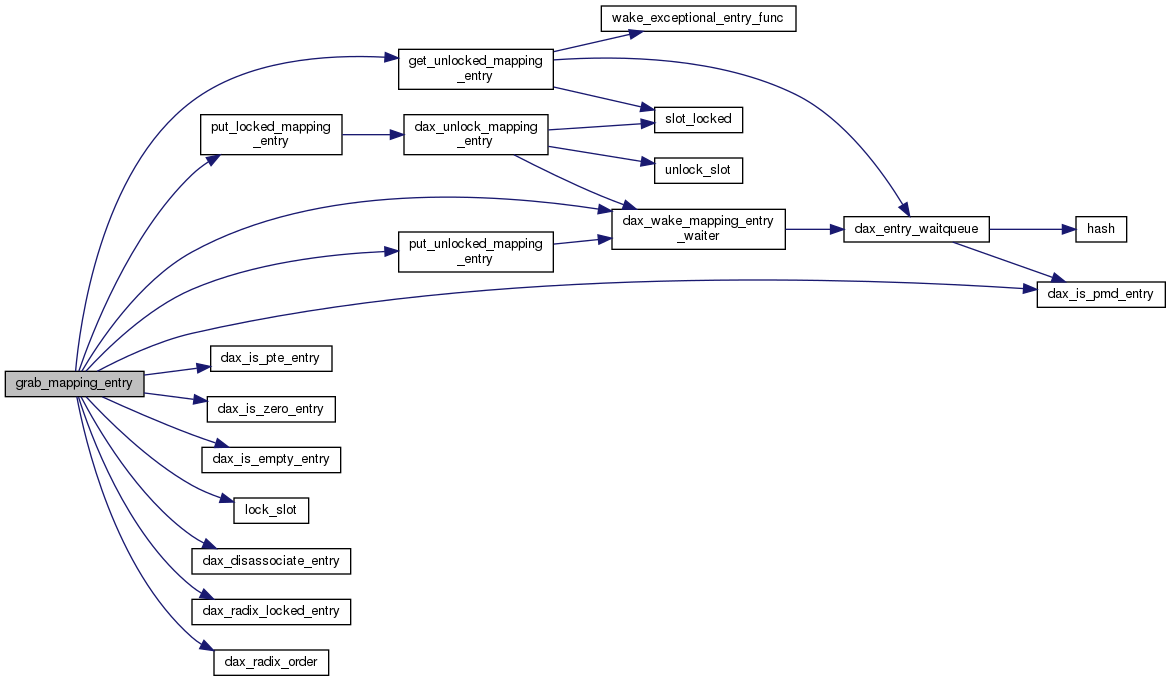 wake_exceptional_entry_func
get_unlocked_mapping
_entry
slot_locked
put_locked_mapping
_entry
dax_unlock_mapping
_entry
unlock_slot
dax_wake_mapping_entry
_waiter
dax_entry_waitqueue
hash
put_unlocked_mapping
_entry
dax_is_pmd_entry
dax_is_pte_entry
grab_mapping_entry
dax_is_zero_entry
dax_is_empty_entry
lock_slot
dax_disassociate_entry
dax_radix_locked_entry
dax_radix_order